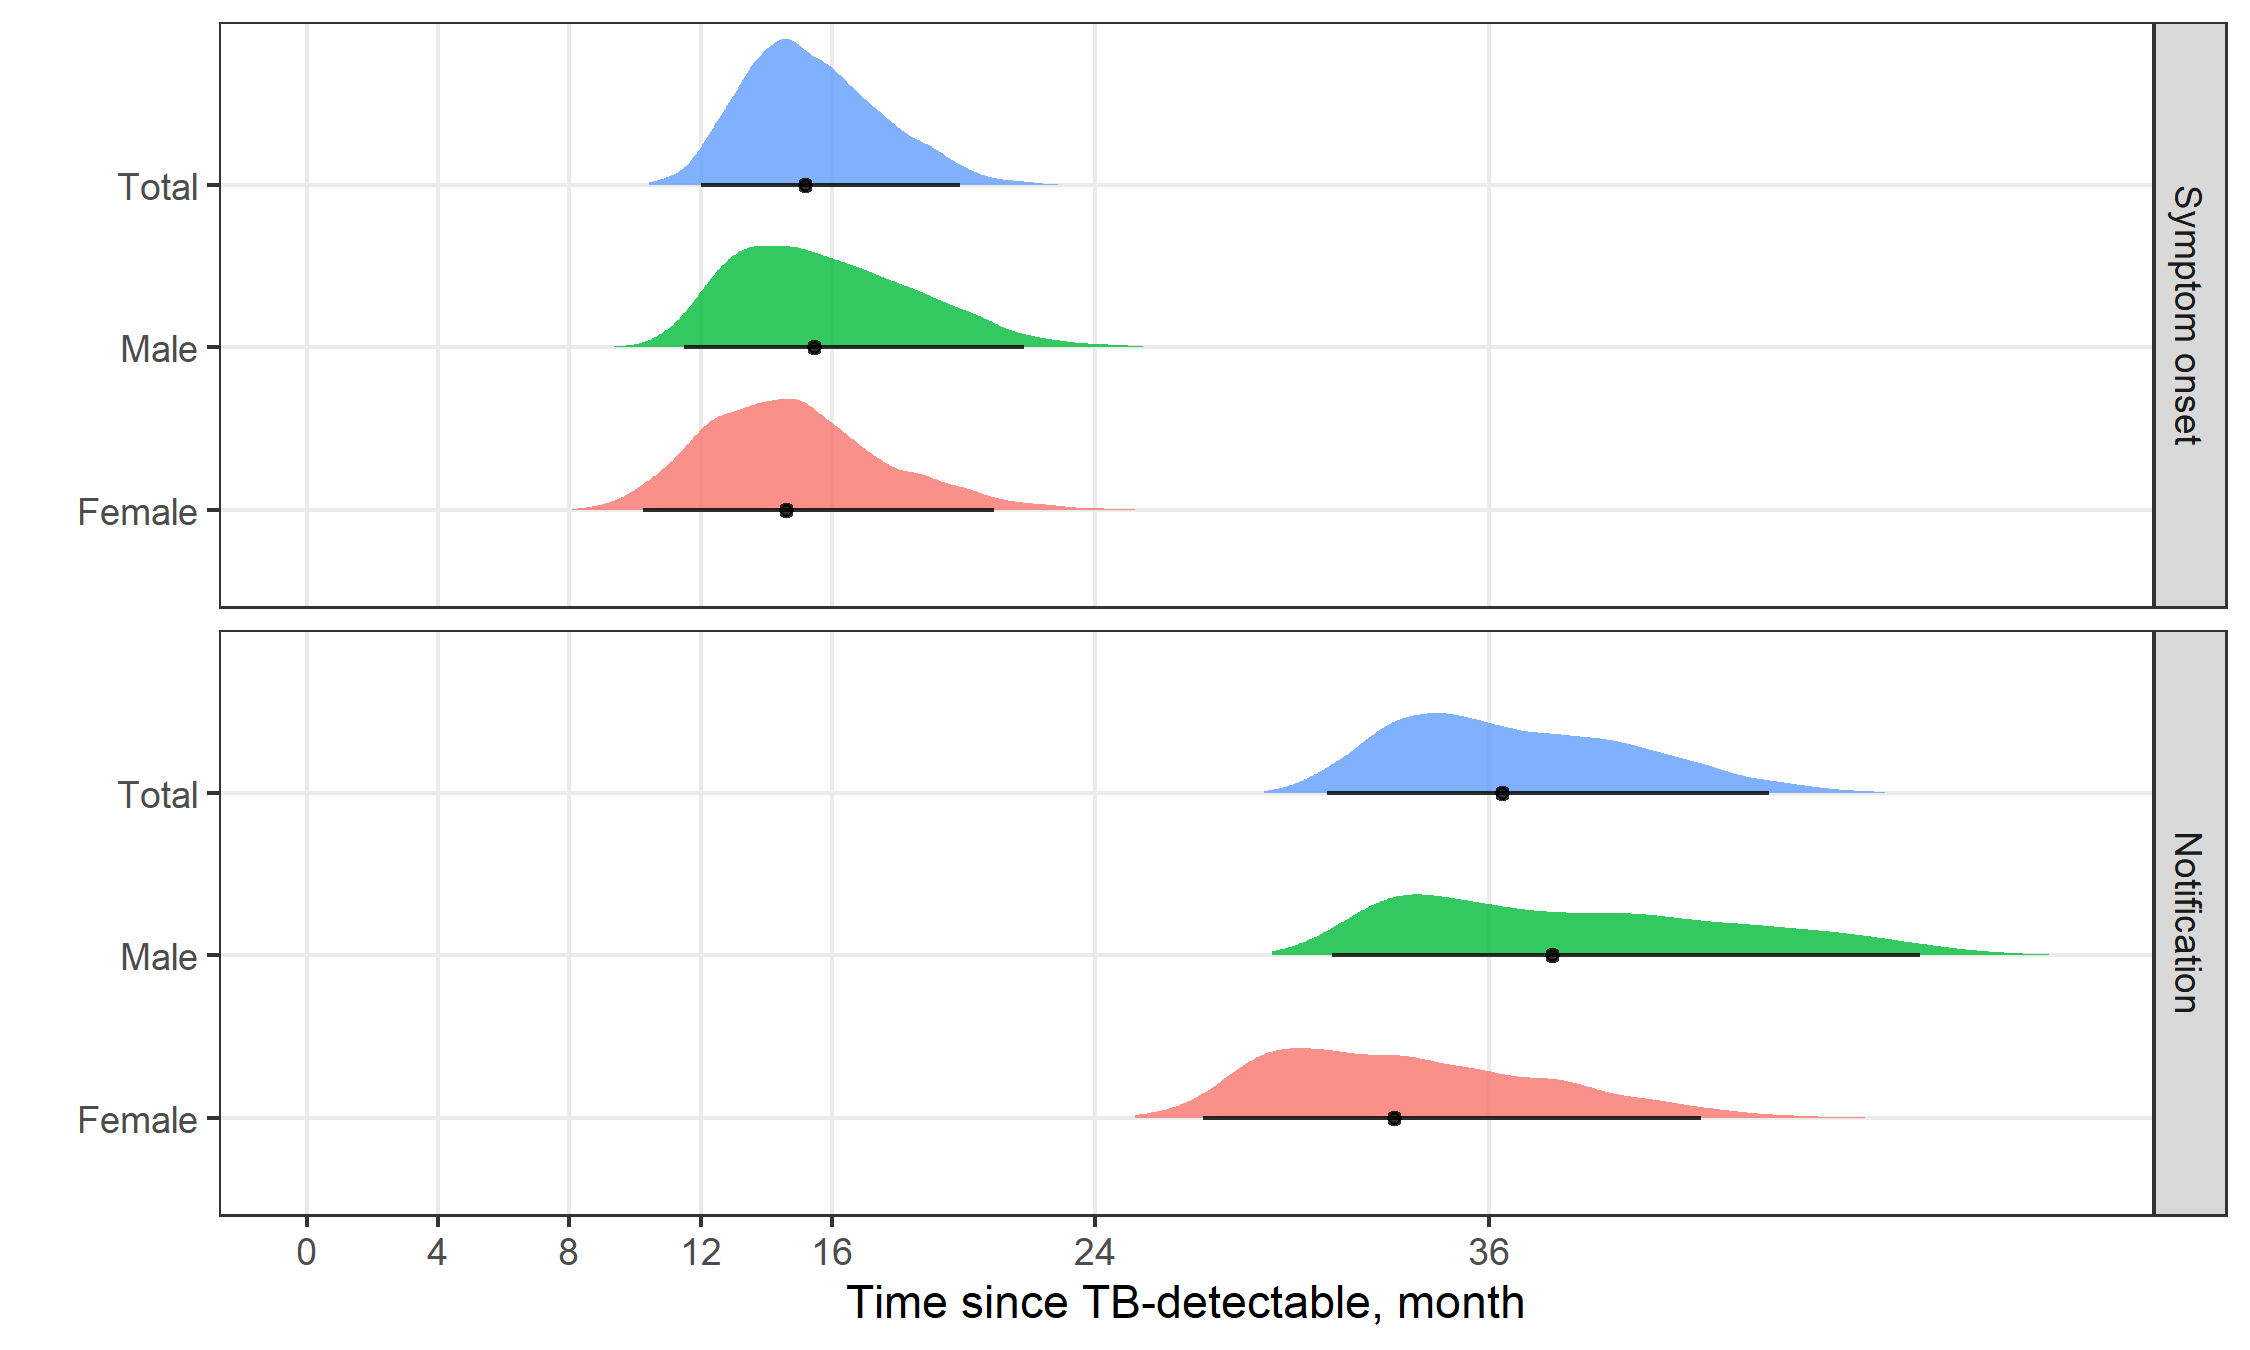 Total
Male
Female
Symptom onset
Total
Male
Female
Notification
0 4 8 12 16 24 36
Time since TB-detectable, month